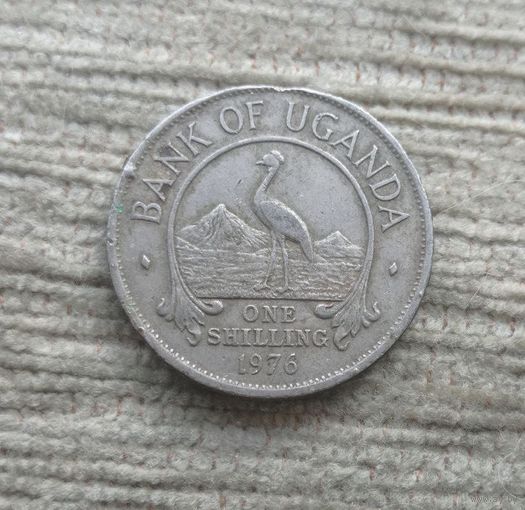 BANK OF UGANDA
ONE
SHILLING
1976